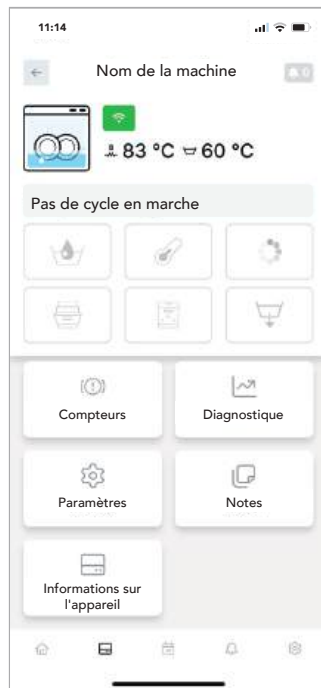 11:14
Nom de la machine
0
83 °C 60 °C
Pas de cycle en marche
Compteurs
Diagnostique
Paramètres
Notes
Informations sur
l'appareil